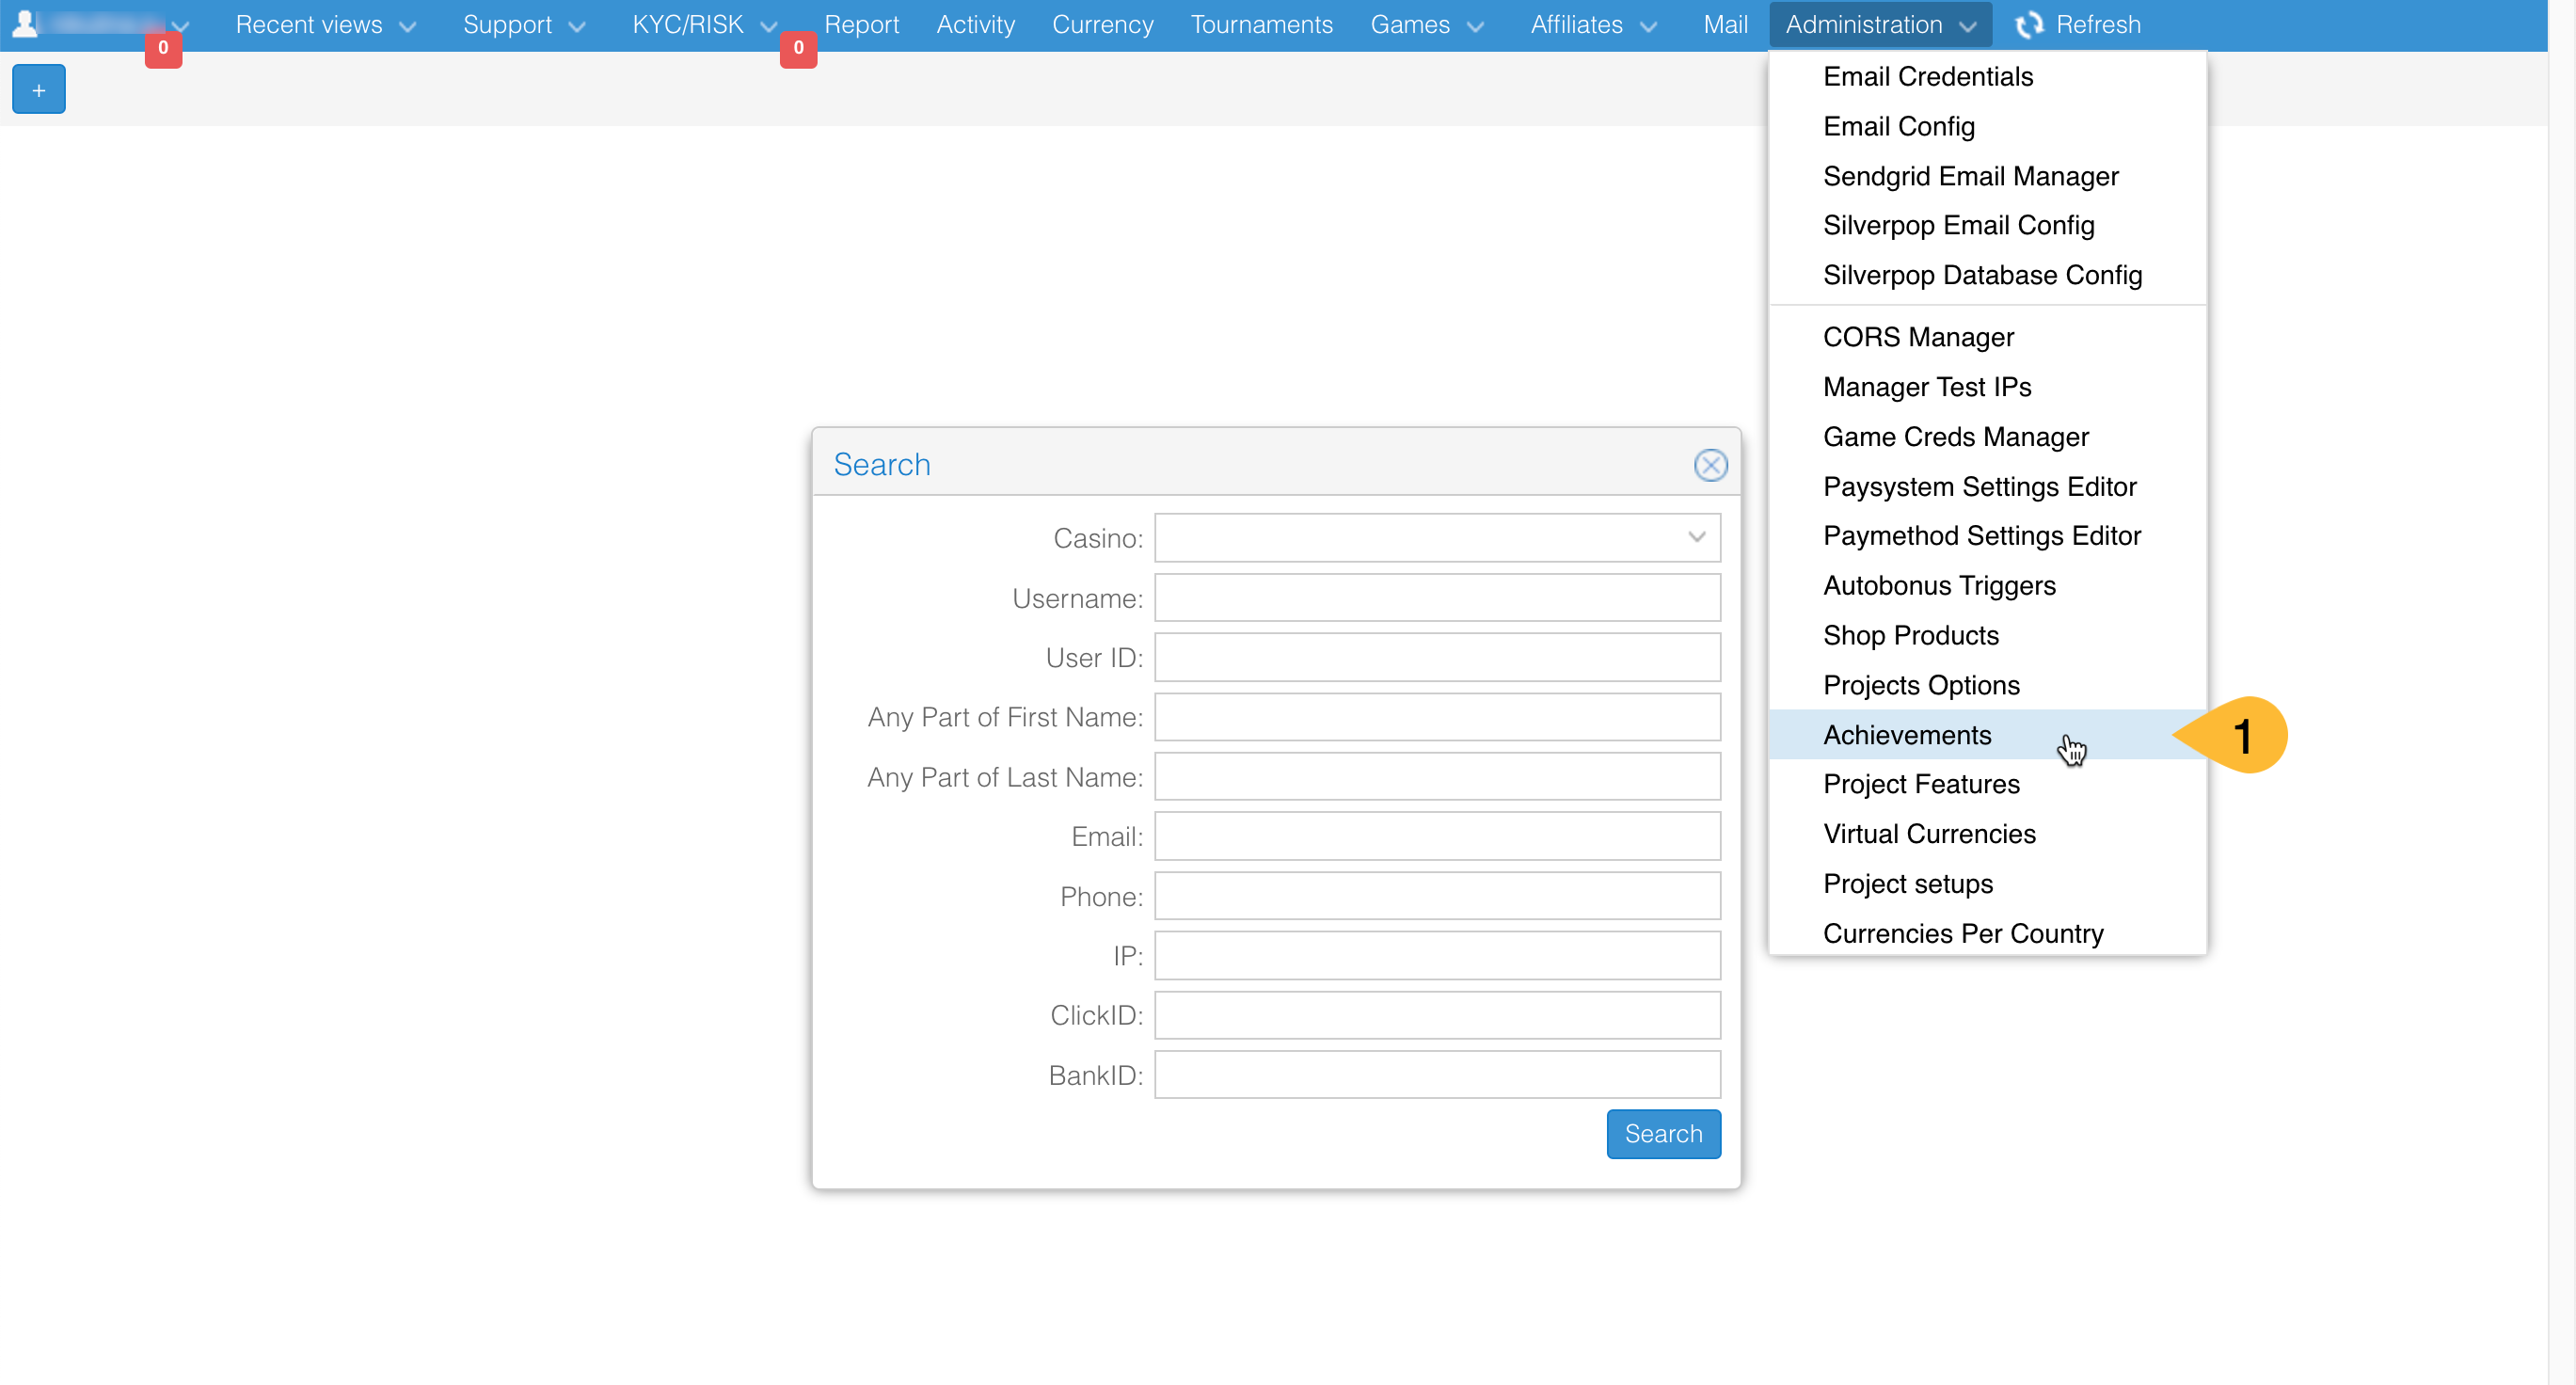 Recent views
Support
KYC/RISK
Report
Activity
Currency
Tournaments
Games
Affiliates
Mail
Administration
Refresh
0
0
+
Email Credentials
Email Config
Sendgrid Email Manager
Silverpop Email Config
Silverpop Database Config
CORS Manager
Manager Test IPs
Game Creds Manager
Paysystem Settings Editor
Paymethod Settings Editor
Autobonus Triggers
Shop Products
Projects Options
Achievements
1
Project Features
Virtual Currencies
Project setups
Currencies Per Country
Search
Casino:
Username:
User ID:
Any Part of First Name:
Any Part of Last Name:
Email:
Phone:
IP:
ClickID:
BankID:
Search